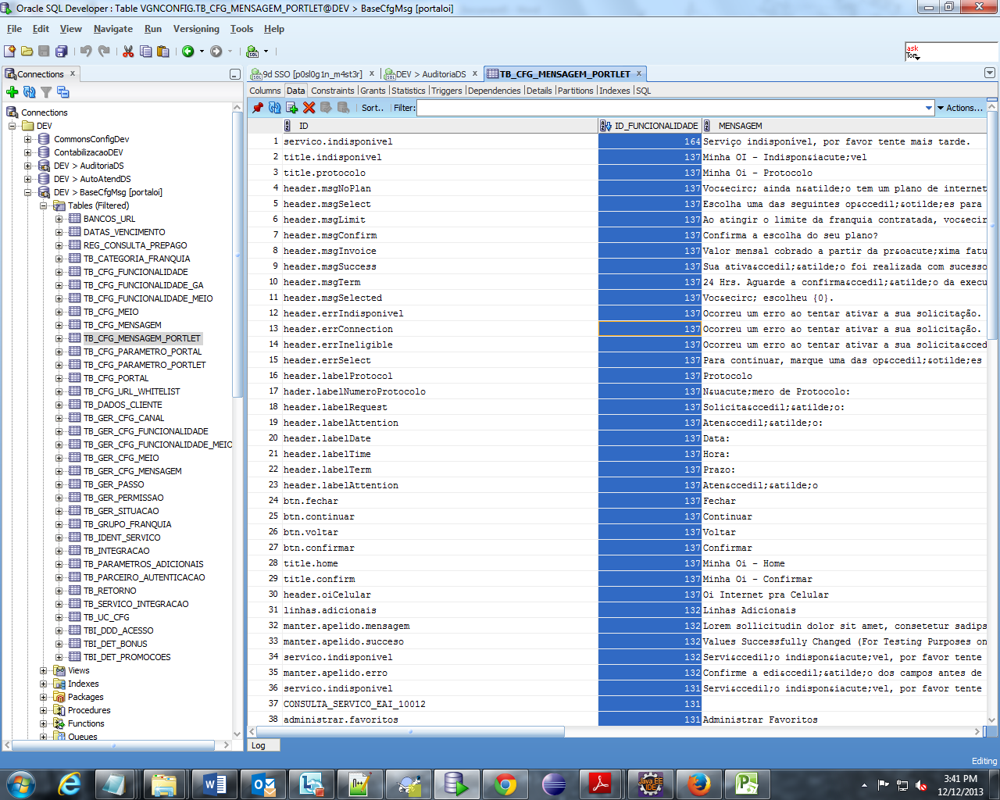 Oracle SQL Developer : Table VGNCONFIG.TB_CFG_MENSAGEM_PORTLET@DEV > BaseCfgMsg [portaloi]
File Edit View Navigate Run Versioning Tools Help
ask
Tom
Connections x
9d SSO [p0sl0g1n_m4st3r] x DEV > AuditoriaDS x TB_CFG_MENSAGEM_PORTLET x
Columns Data Constraints Grants Statistics Triggers Dependencies Details Partitions Indexes SQL
Sort.. Filter: Actions...
Connections
DEV
CommonsConfigDev
ContabilizacaoDEV
DEV > AuditoriaDS
DEV > AutoAtendDS
DEV > BaseCfgMsg [portaloi]
Tables (Filtered)
BANCOS_URL
DATAS_VENCIMENTO
REG_CONSULTA_PREPAGO
TB_CATEGORIA_FRANQUIA
TB_CFG_FUNCIONALIDADE
TB_CFG_FUNCIONALIDADE_GA
TB_CFG_FUNCIONALIDADE_MEIO
TB_CFG_MEIO
TB_CFG_MENSAGEM
TB_CFG_MENSAGEM_PORTLET
TB_CFG_PARAMETRO_PORTAL
TB_CFG_PARAMETRO_PORTLET
TB_CFG_PORTAL
TB_CFG_URL_WHITELIST
TB_DADOS_CLIENTE
TB_GER_CFG_CANAL
TB_GER_CFG_FUNCIONALIDADE
TB_GER_CFG_FUNCIONALIDADE_MEIO
TB_GER_CFG_MEIO
TB_GER_CFG_MENSAGEM
TB_GER_PASSO
TB_GER_PERMISSAO
TB_GER_SITUACAO
TB_GRUPO_FRANQUIA
TB_IDENT_SERVICO
TB_INTEGRACAO
TB_PARAMETROS_ADICIONAIS
TB_PARCEIRO_AUTENTICACAO
TB_RETORNO
TB_SERVICO_INTEGRACAO
TB_UC_CFG
TBI_DDD_ACESSO
TBI_DET_BONUS
TBI_DET_PROMOCOES
Views
Indexes
Packages
Procedures
Functions
Queues
ID ID_FUNCIONALIDADE MENSAGEM
1 servico.indisponivel 164 Serviço indisponível, por favor tente mais tarde.
2 title.indisponivel 137 Minha OI - Indispon&iacute;vel
3 title.protocolo 137 Minha Oi - Protocolo
4 header.msgNoPlan 137 Voc&ecirc; ainda n&atilde;o tem um plano de internet
5 header.msgSelect 137 Escolha uma das seguintes op&ccedil;&otilde;es para
6 header.msgLimit 137 Ao atingir o limite da franquia contratada, voc&ecir
7 header.msgConfirm 137 Confirma a escolha do seu plano?
8 header.msgInvoice 137 Valor mensal cobrado a partir da pr&oacute;xima fatu
9 header.msgSuccess 137 Sua ativa&ccedil;&atilde;o foi realizada com sucesso
10 header.msgTerm 137 24 Hrs. Aguarde a confirma&ccedil;&atilde;o da execu
11 header.msgSelected 137 Voc&ecirc; escolheu {0}.
12 header.errIndisponivel 137 Ocorreu um erro ao tentar ativar a sua solicitação.
13 header.errConnection 137 Ocorreu um erro ao tentar ativar a sua solicitação.
14 header.errIneligible 137 Ocorreu um erro ao tentar ativar a sua solicita&cced
15 header.errSelect 137 Para continuar, marque uma das op&ccedil;&otilde;es
16 header.labelProtocol 137 Protocolo
17 hader.labelNumeroProtocolo 137 N&uacute;mero de Protocolo:
18 header.labelRequest 137 Solicita&ccedil;&atilde;o:
19 header.labelAttention 137 Aten&ccedil;&atilde;o:
20 header.labelDate 137 Data:
21 header.labelTime 137 Hora:
22 header.labelTerm 137 Prazo:
23 header.labelAttention 137 Aten&ccedil;&atilde;o
24 btn.fechar 137 Fechar
25 btn.continuar 137 Continuar
26 btn.voltar 137 Voltar
27 btn.confirmar 137 Confirmar
28 title.home 137 Minha Oi - Home
29 title.confirm 137 Minha Oi - Confirmar
30 header.oiCelular 137 Oi Internet pra Celular
31 linhas.adicionais 132 Linhas Adicionais
32 manter.apelido.mensagem 132 Lorem sollicitudin dolor sit amet, consetetur sadips
33 manter.apelido.succeso 132 Values Successfully Changed (For Testing Purposes on
34 servico.indisponivel 132 Servi&ccedil;o indispon&iacute;vel, por favor tente
35 manter.apelido.erro 132 Confirme a edi&ccedil;&atilde;o dos campos antes de
36 servico.indisponivel 131 Servi&ccedil;o indispon&iacute;vel, por favor tente
37 CONSULTA_SERVICO_EAI_10012 131
38 administrar.favoritos 131 Administrar Favoritos
Log
Editing
3:41 PM
12/12/2013